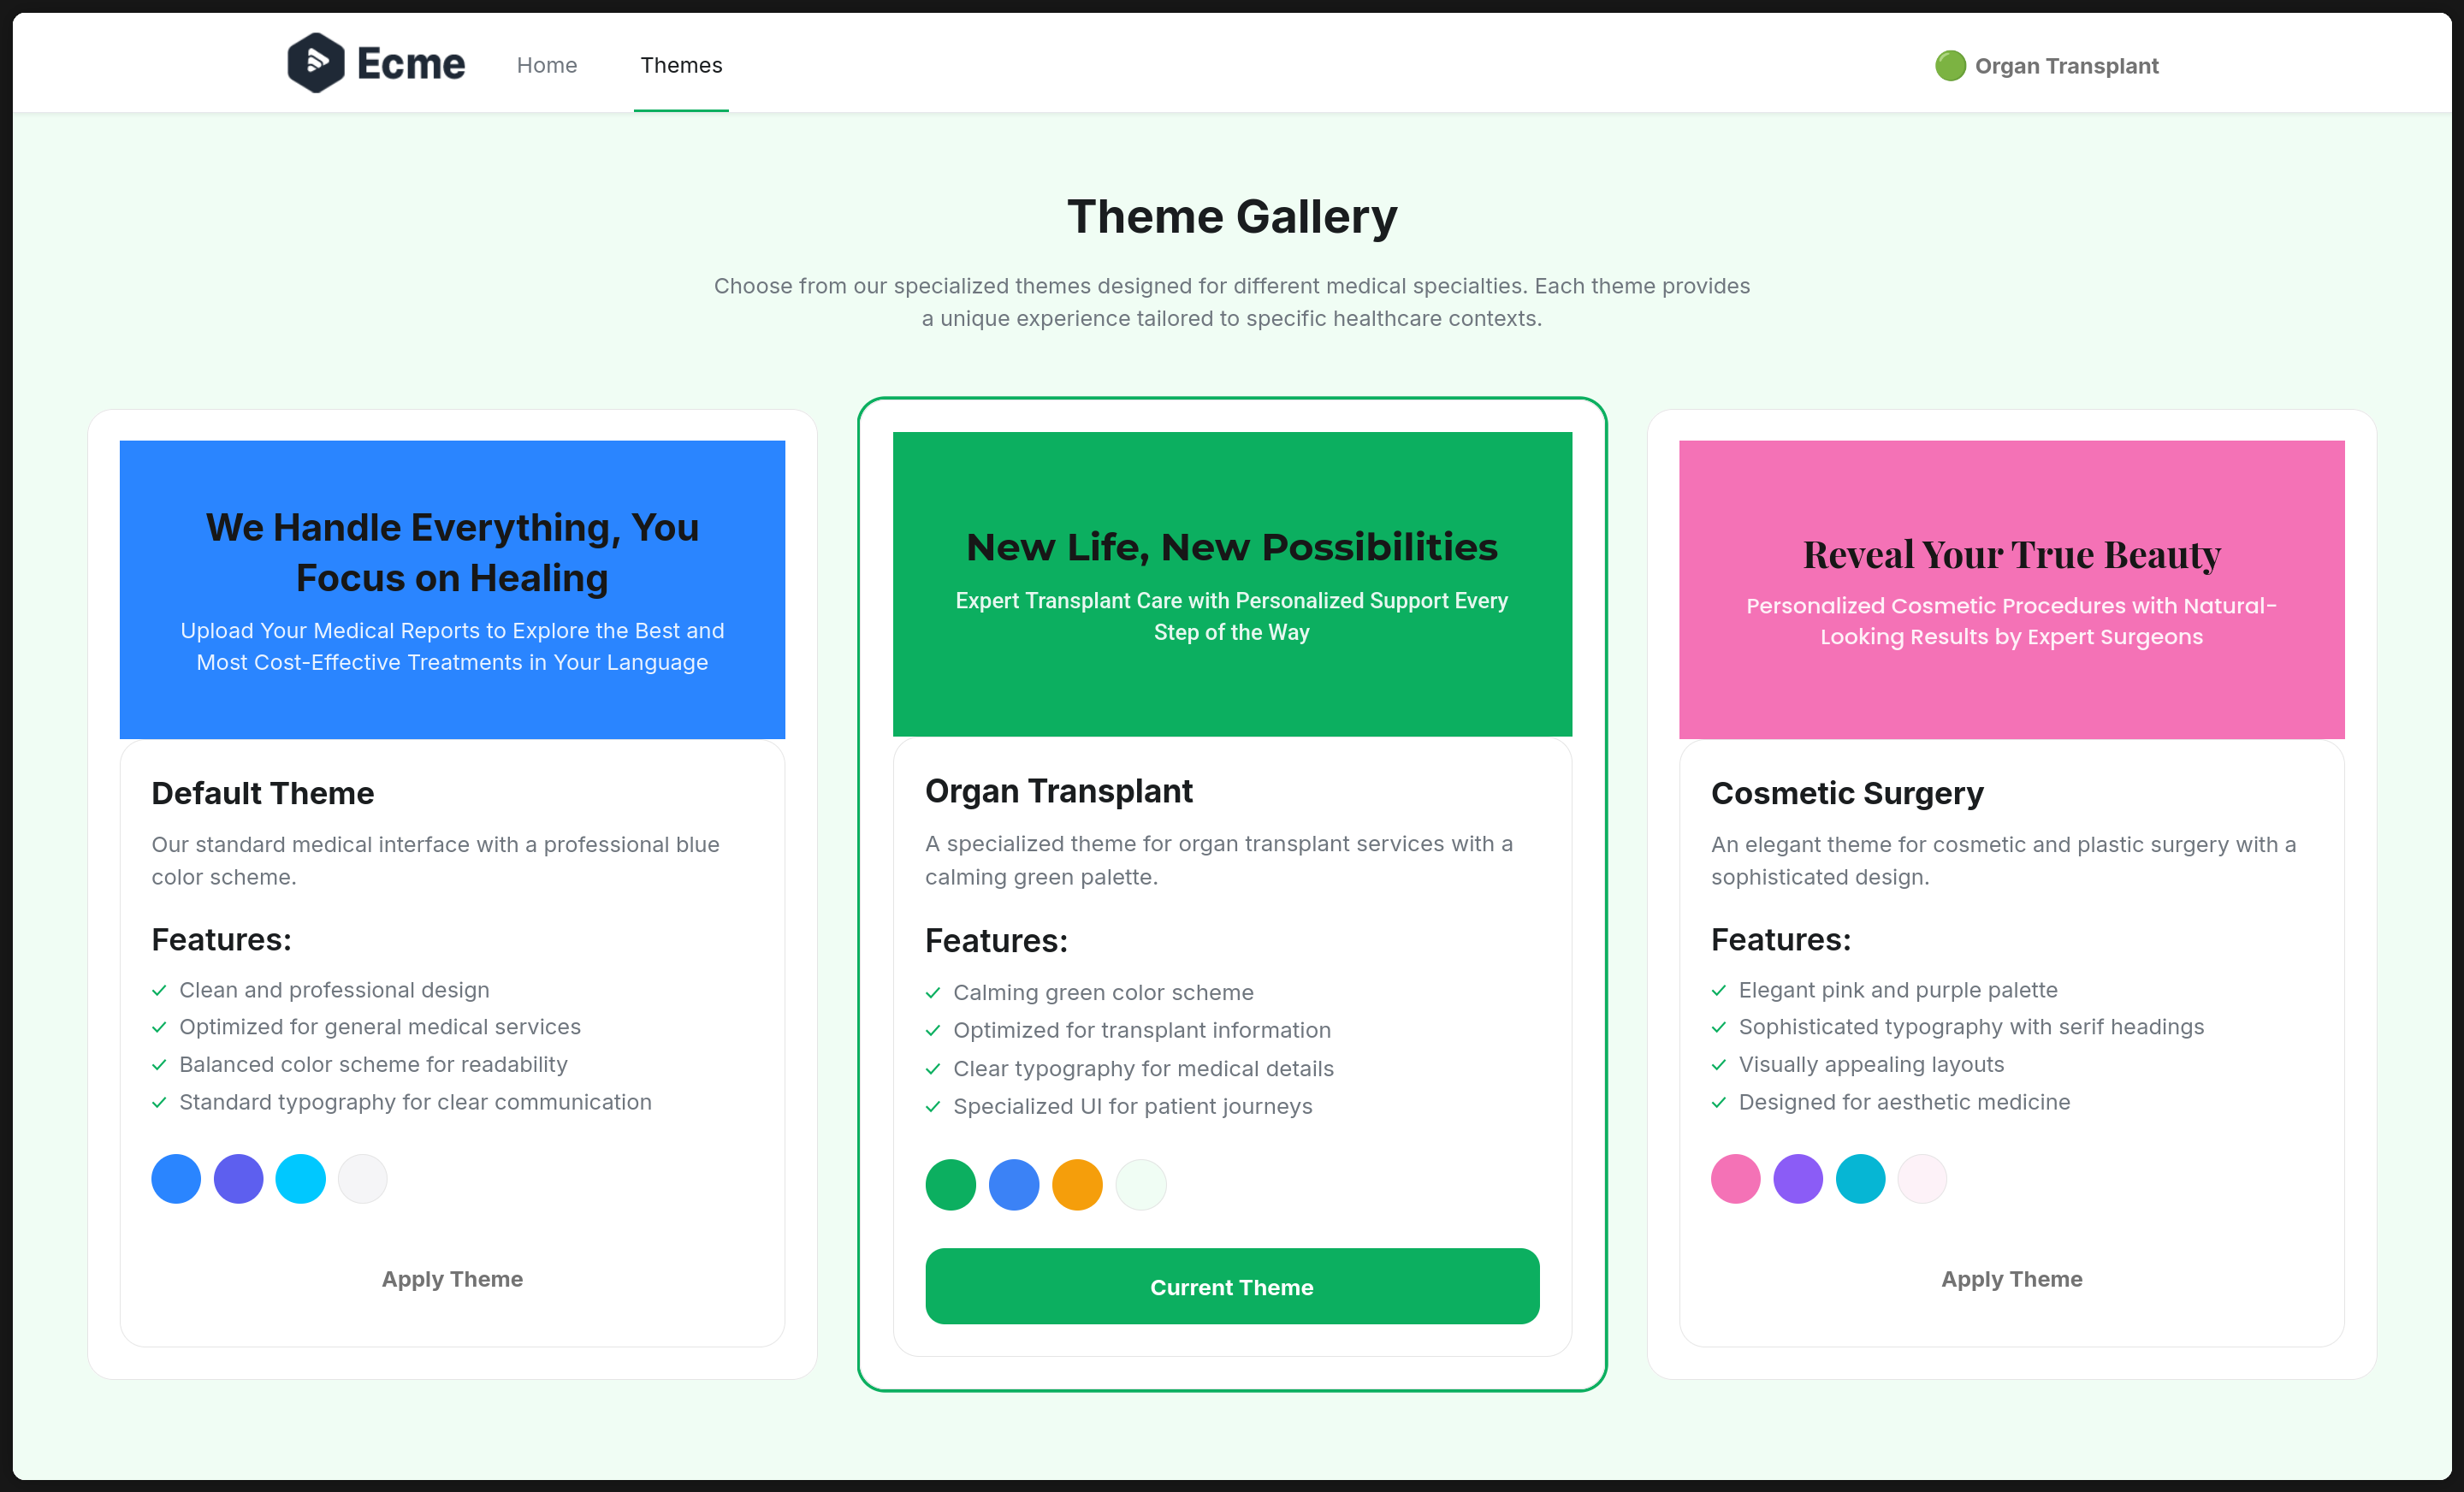 Ecme
Home
Themes
Organ Transplant
Theme Gallery
Choose from our specialized themes designed for different medical specialties. Each theme provides
a unique experience tailored to specific healthcare contexts.
We Handle Everything, You
Focus on Healing
Upload Your Medical Reports to Explore the Best and
Most Cost-Effective Treatments in Your Language
Default Theme
Our standard medical interface with a professional blue
color scheme.
Features:
Clean and professional design
Optimized for general medical services
Balanced color scheme for readability
Standard typography for clear communication
Apply Theme
New Life, New Possibilities
Expert Transplant Care with Personalized Support Every
Step of the Way
Organ Transplant
A specialized theme for organ transplant services with a
calming green palette.
Features:
Calming green color scheme
Optimized for transplant information
Clear typography for medical details
Specialized UI for patient journeys
Current Theme
Reveal Your True Beauty
Personalized Cosmetic Procedures with Natural-
Looking Results by Expert Surgeons
Cosmetic Surgery
An elegant theme for cosmetic and plastic surgery with a
sophisticated design.
Features:
Elegant pink and purple palette
Sophisticated typography with serif headings
Visually appealing layouts
Designed for aesthetic medicine
Apply Theme